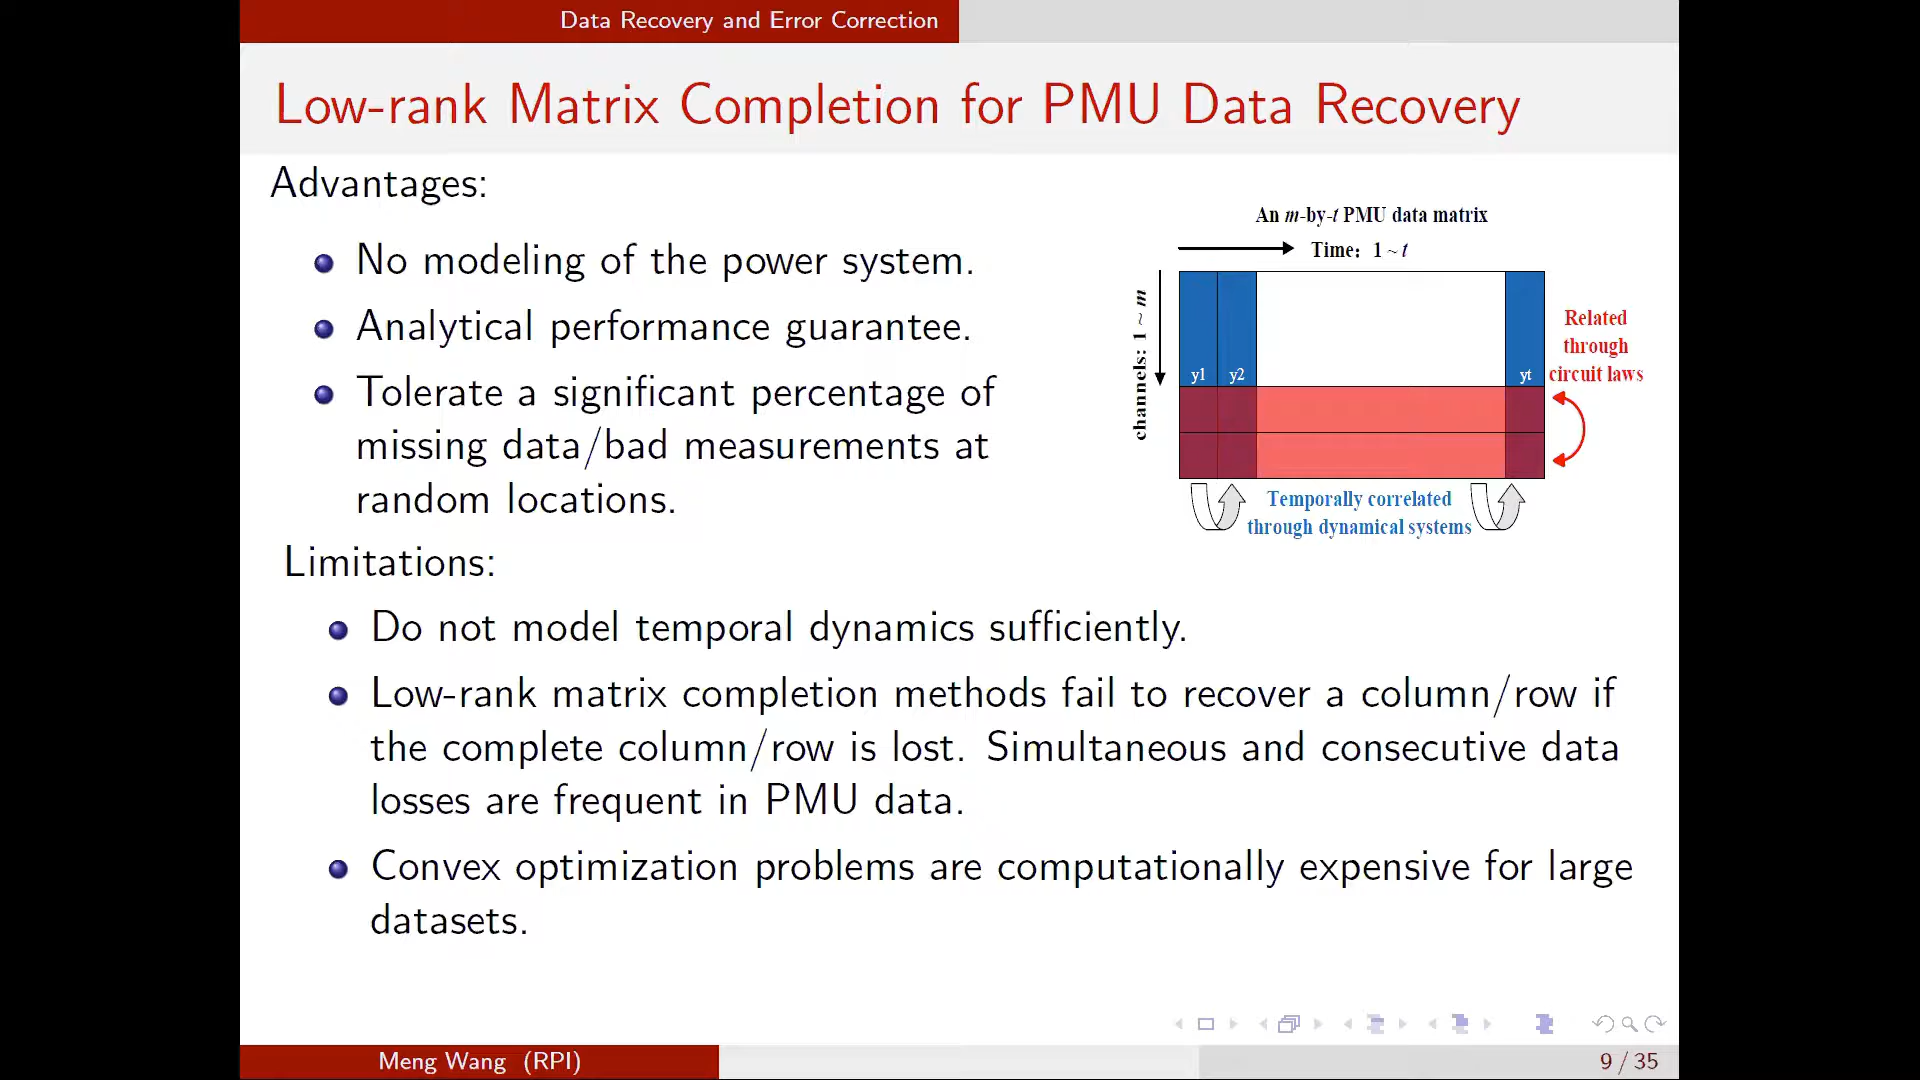 Data Recovery and Error Correction
Low-rank Matrix Completion for PMU Data Recovery
Advantages:
No modeling of the power system.
Analytical performance guarantee.
Tolerate a significant percentage of
missing data/bad measurements at
random locations.
An m-by-t PMU data matrix
Time: 1 ~ t
channels: 1 ~ m
y1 y2 yt
Related
through
circuit laws
Temporally correlated
through dynamical systems
Limitations:
Do not model temporal dynamics sufficiently.
Low-rank matrix completion methods fail to recover a column/row if
the complete column/row is lost. Simultaneous and consecutive data
losses are frequent in PMU data.
Convex optimization problems are computationally expensive for large
datasets.
Meng Wang (RPI)
9 / 35